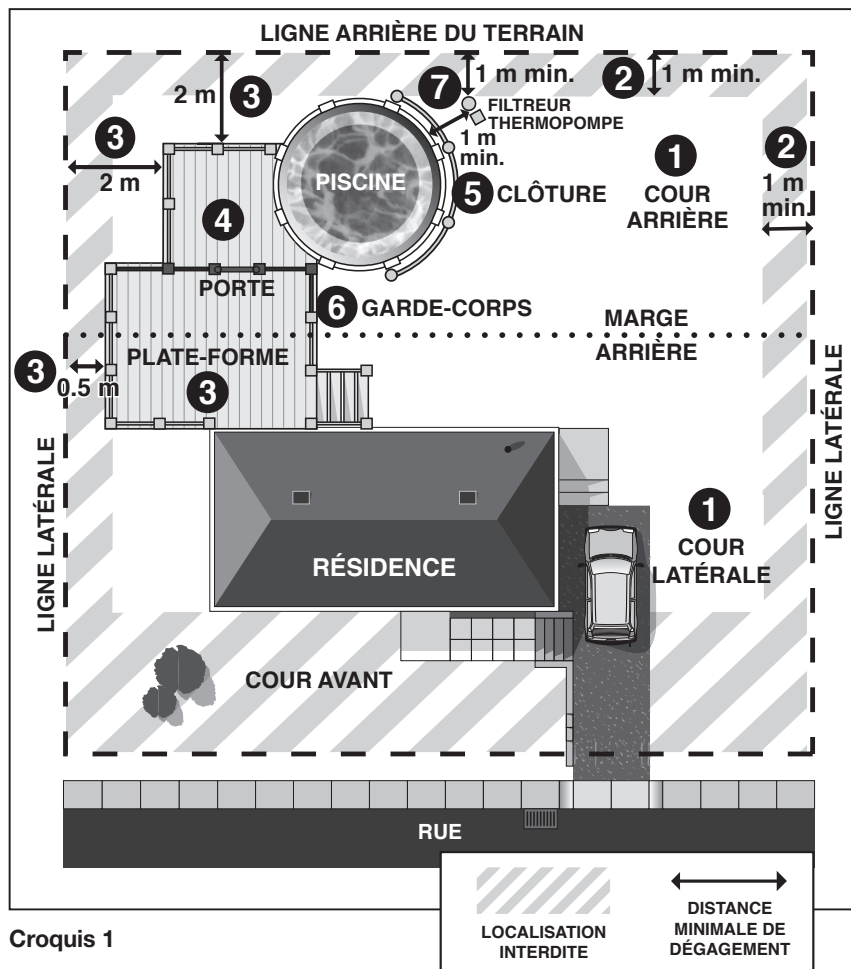 LIGNE ARRIÈRE DU TERRAIN
1 m min.
2
1 m min.
2 m
3
7
FILTREUR
THERMOPOMPE
1 m
min.
3
2 m
1
COUR
ARRIÈRE
2
1 m
min.
PISCINE
5 CLÔTURE
4
PORTE
6 GARDE-CORPS
MARGE
ARRIÈRE
PLATE-FORME
3
0.5 m
3
LIGNE LATÉRALE
LIGNE LATÉRALE
1
COUR
LATÉRALE
RÉSIDENCE
COUR AVANT
RUE
LOCALISATION
INTERDITE
DISTANCE
MINIMALE DE
DÉGAGEMENT
Croquis 1